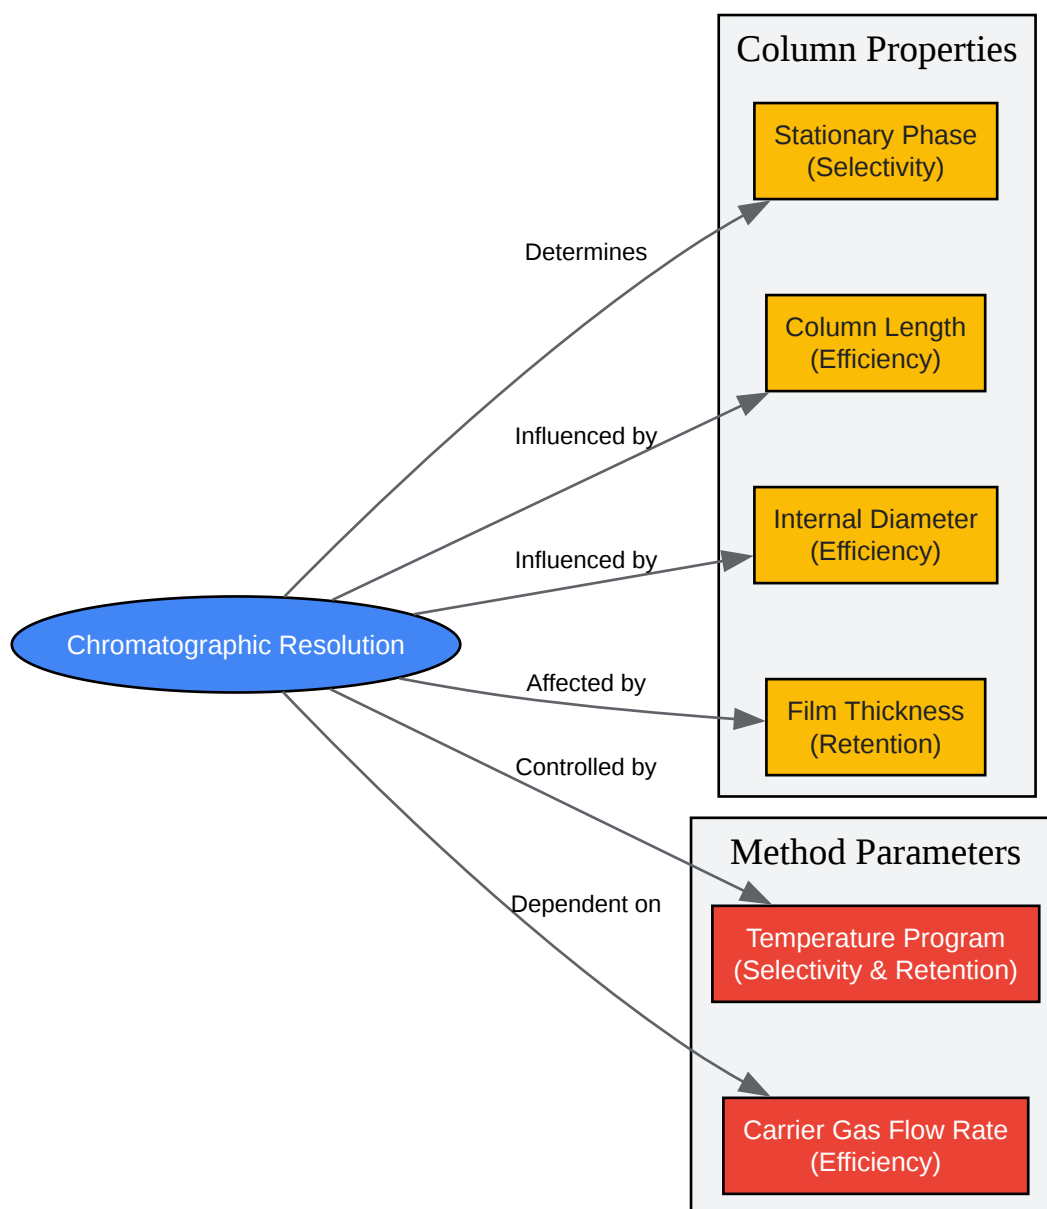 Column Properties
Stationary Phase
(Selectivity)
Determines
Column Length
(Efficiency)
Influenced by
Internal Diameter
(Efficiency)
Influenced by
Chromatographic Resolution
Affected by
Film Thickness
(Retention)
Controlled by
Method Parameters
Dependent on
Temperature Program
(Selectivity & Retention)
Carrier Gas Flow Rate
(Efficiency)